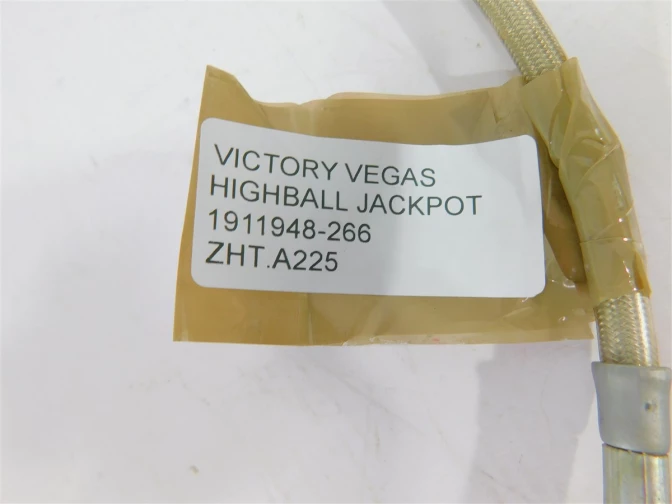 VICTORY VEGAS
HIGHBALL JACKPOT
1911948-266
ZHT.A225